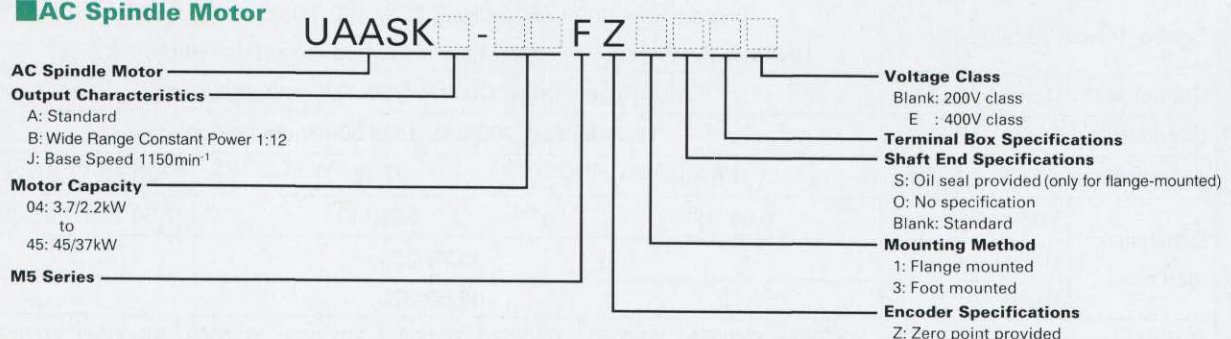 ■AC Spindle Motor
UAASK - F Z
AC Spindle Motor
Output Characteristics
A: Standard
B: Wide Range Constant Power 1:12
J: Base Speed 1150min⁻¹
Motor Capacity
04: 3.7/2.2kW
to
45: 45/37kW
M5 Series
Voltage Class
Blank: 200V class
E : 400V class
Terminal Box Specifications
Shaft End Specifications
S: Oil seal provided (only for flange-mounted)
O: No specification
Blank: Standard
Mounting Method
1: Flange mounted
3: Foot mounted
Encoder Specifications
Z: Zero point provided